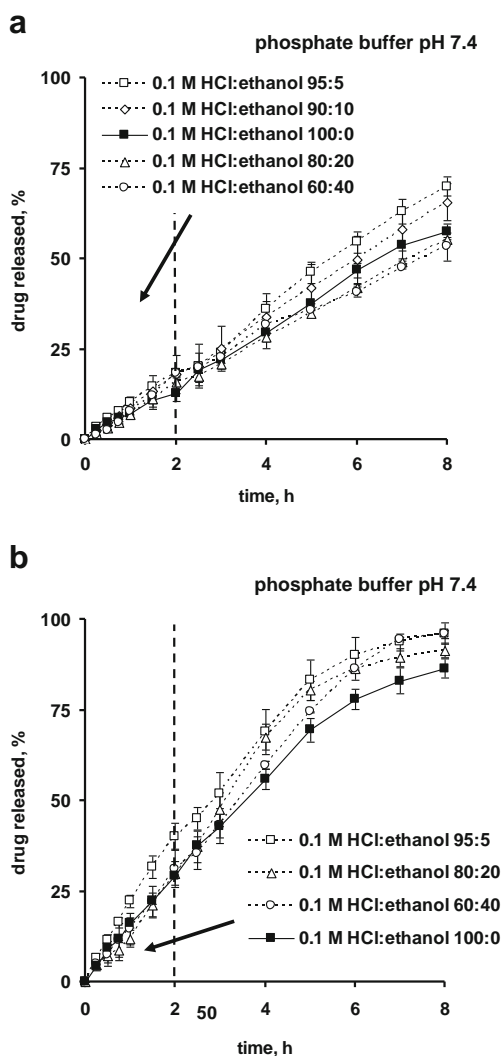 a
phosphate buffer pH 7.4
100
75
50
25
0
drug released, %
0.1 M HCl:ethanol 95:5
0.1 M HCl:ethanol 90:10
0.1 M HCl:ethanol 100:0
0.1 M HCl:ethanol 80:20
0.1 M HCl:ethanol 60:40
0 2 4 6 8
time, h
b
phosphate buffer pH 7.4
100
75
50
25
0
drug released, %
0.1 M HCl:ethanol 95:5
0.1 M HCl:ethanol 80:20
0.1 M HCl:ethanol 60:40
0.1 M HCl:ethanol 100:0
0 2 50 4 6 8
time, h